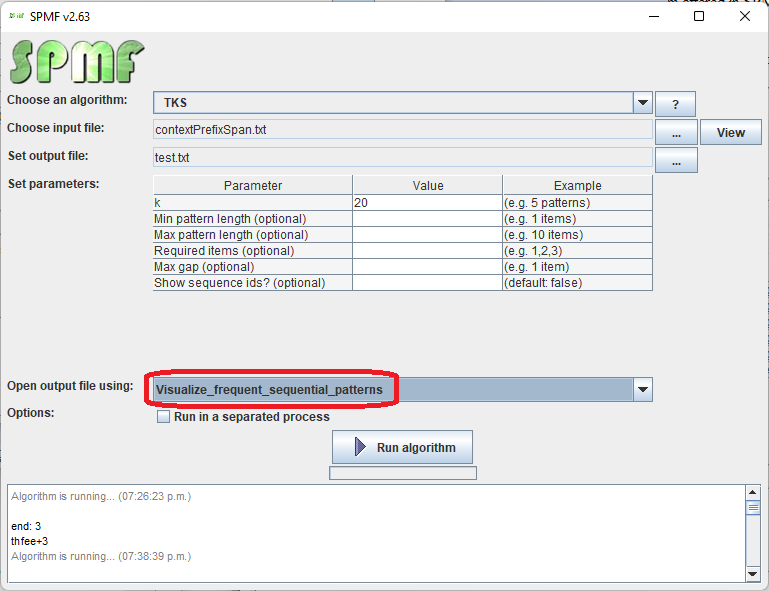 SPMF v2.63
SPMF
Choose an algorithm: TKS ?
Choose input file: contextPrefixSpan.txt ... View
Set output file: test.txt ...
Set parameters: Parameter Value Example
k 20 (e.g. 5 patterns)
Min pattern length (optional) (e.g. 1 items)
Max pattern length (optional) (e.g. 10 items)
Required items (optional) (e.g. 1,2,3)
Max gap (optional) (e.g. 1 item)
Show sequence ids? (optional) (default: false)
Open output file using: Visualize_frequent_sequential_patterns
Options: Run in a separated process
Run algorithm
Algorithm is running... (07:26:23 p.m.)
end: 3
thfee+3
Algorithm is running... (07:38:39 p.m.)